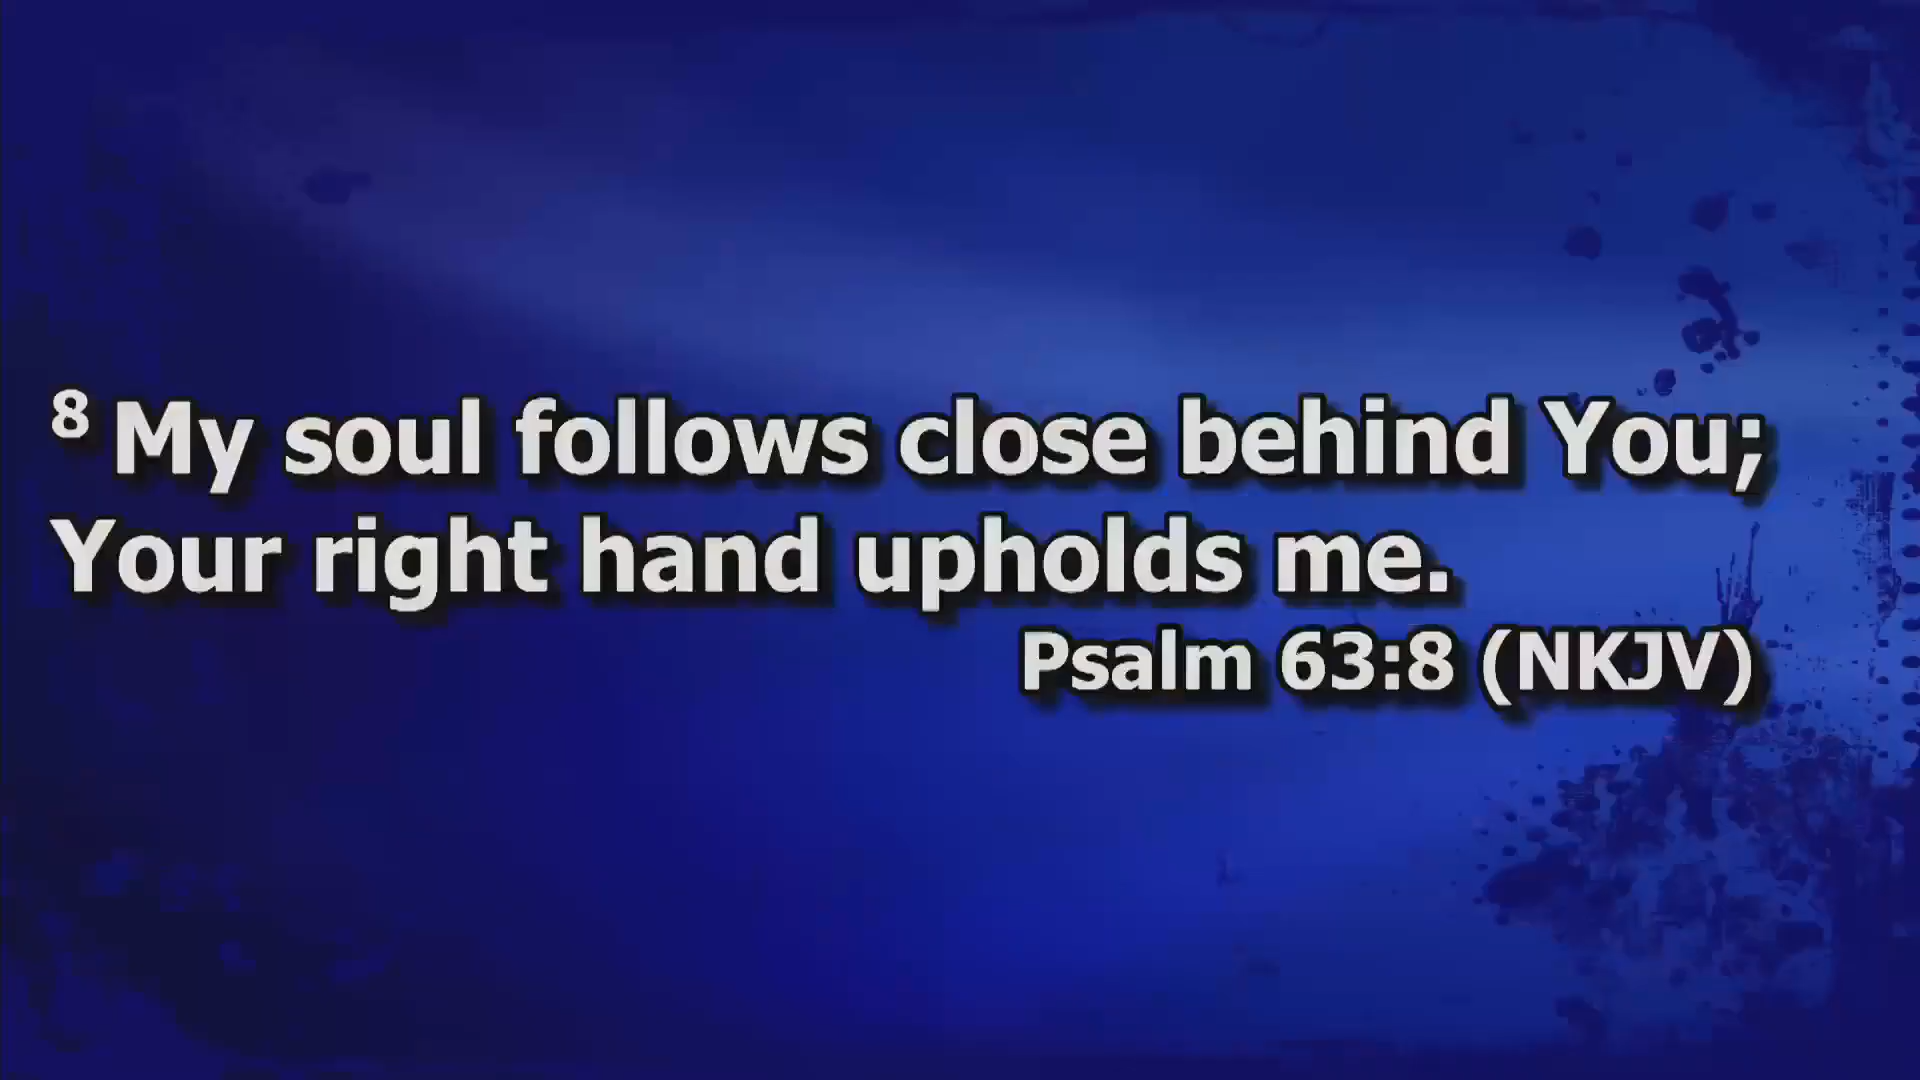 8 My soul follows close behind You;
Your right hand upholds me.
Psalm 63:8 (NKJV)